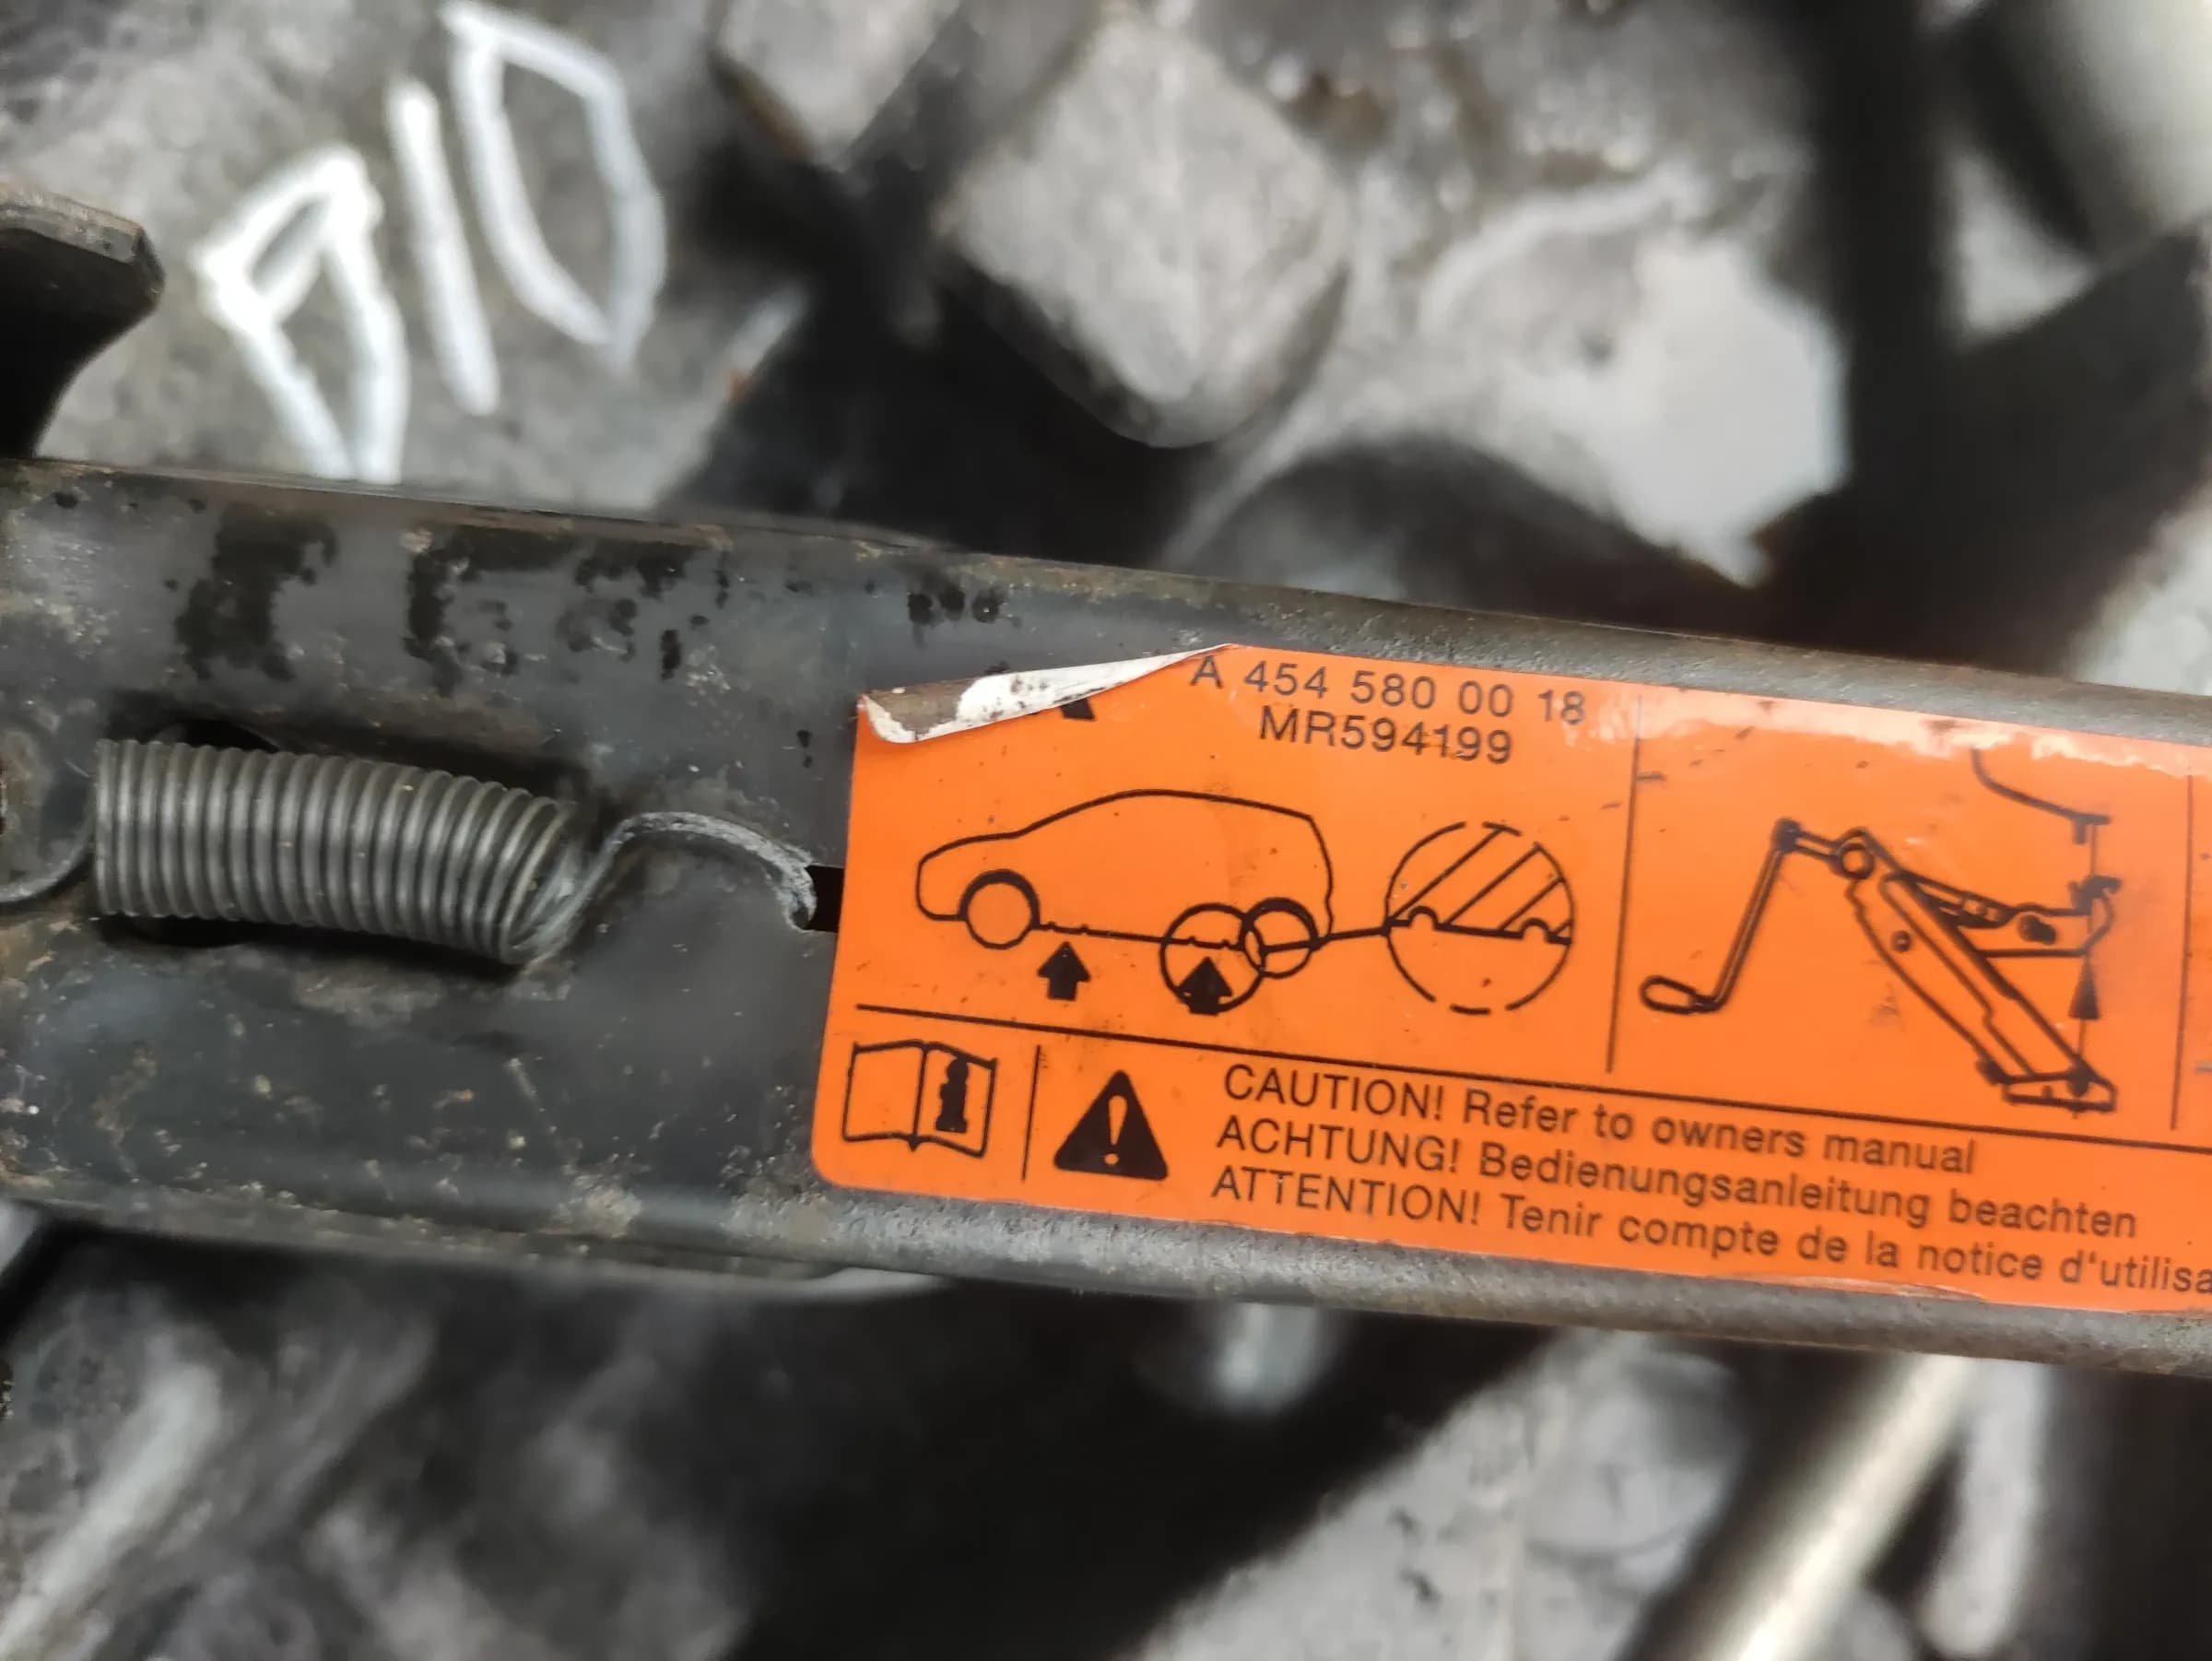 A 454 580 00 18
MR594199
CAUTION! Refer to owners manual
ACHTUNG! Bedienungsanleitung beachten
ATTENTION! Tenir compte de la notice d'utilisa